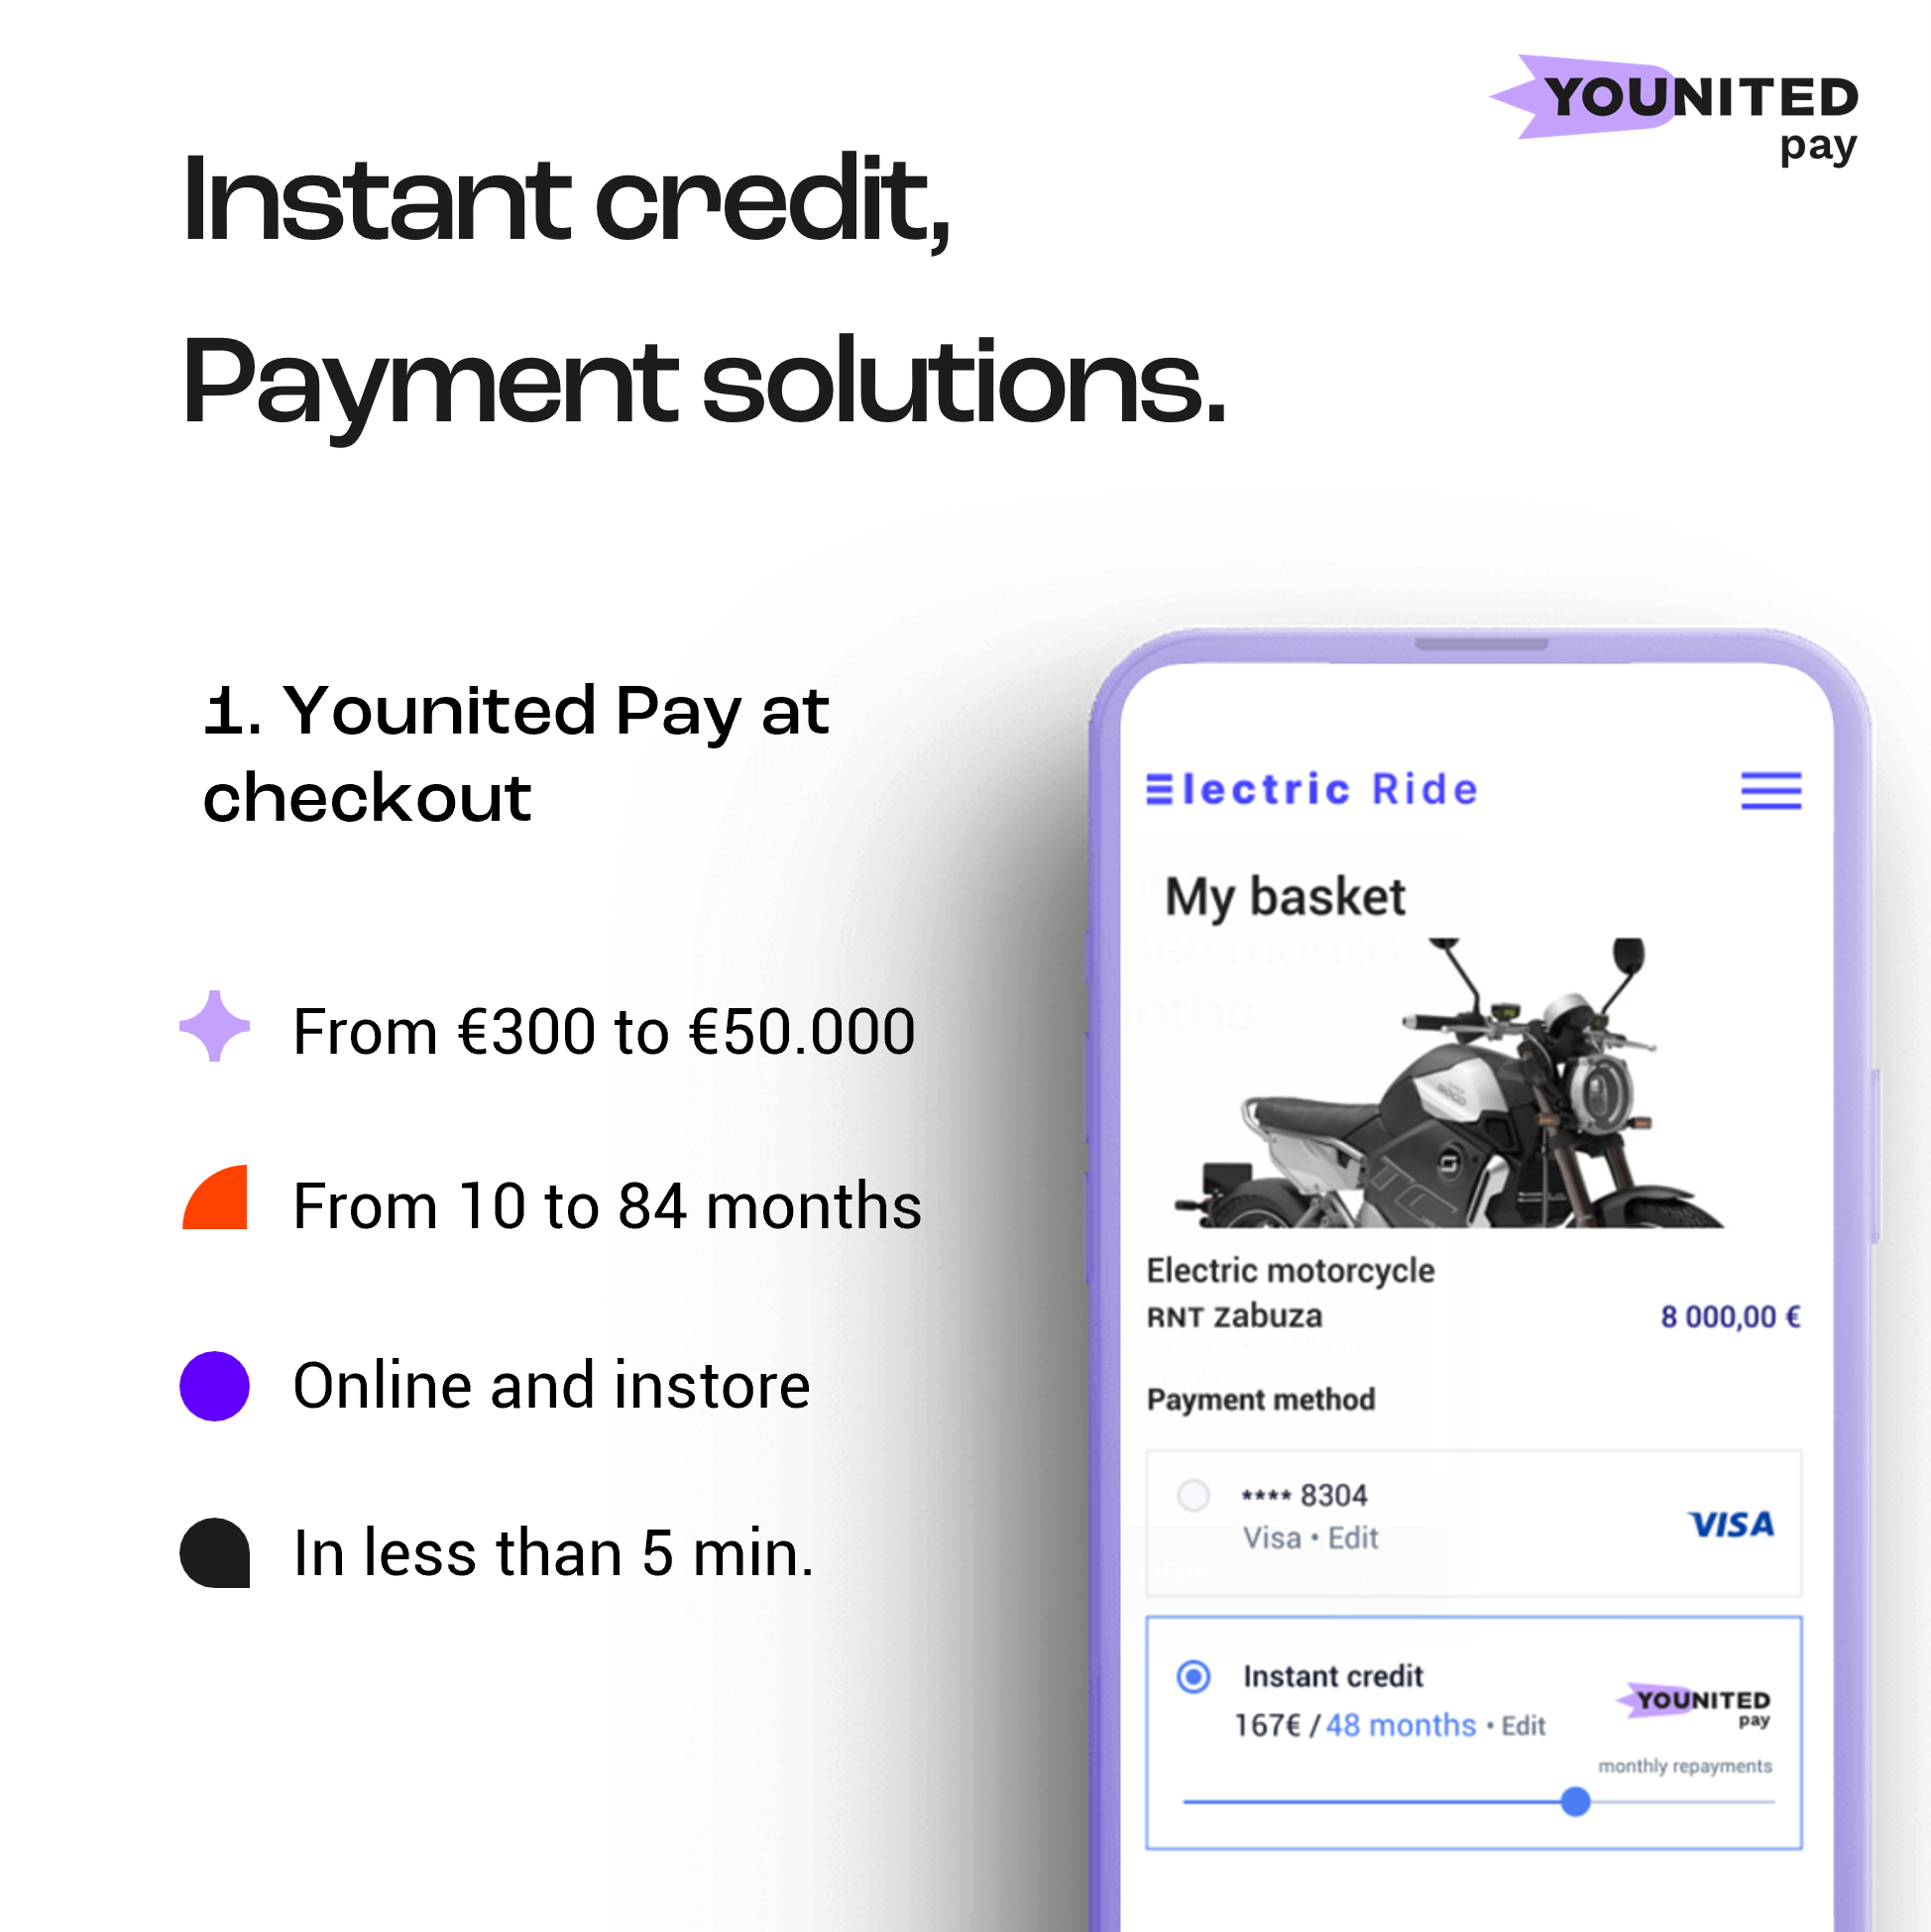 YOUNITED
pay
Instant credit,
Payment solutions.
1. Younited Pay at
checkout
From €300 to €50.000
From 10 to 84 months
Online and instore
In less than 5 min.
Electric Ride
My basket
per month
Electric motorcycle
RNT Zabuza
8 000,00 €
Payment method
**** 8304
Visa • Edit
VISA
Instant credit
167€ / 48 months • Edit
YOUNITED
pay
monthly repayments